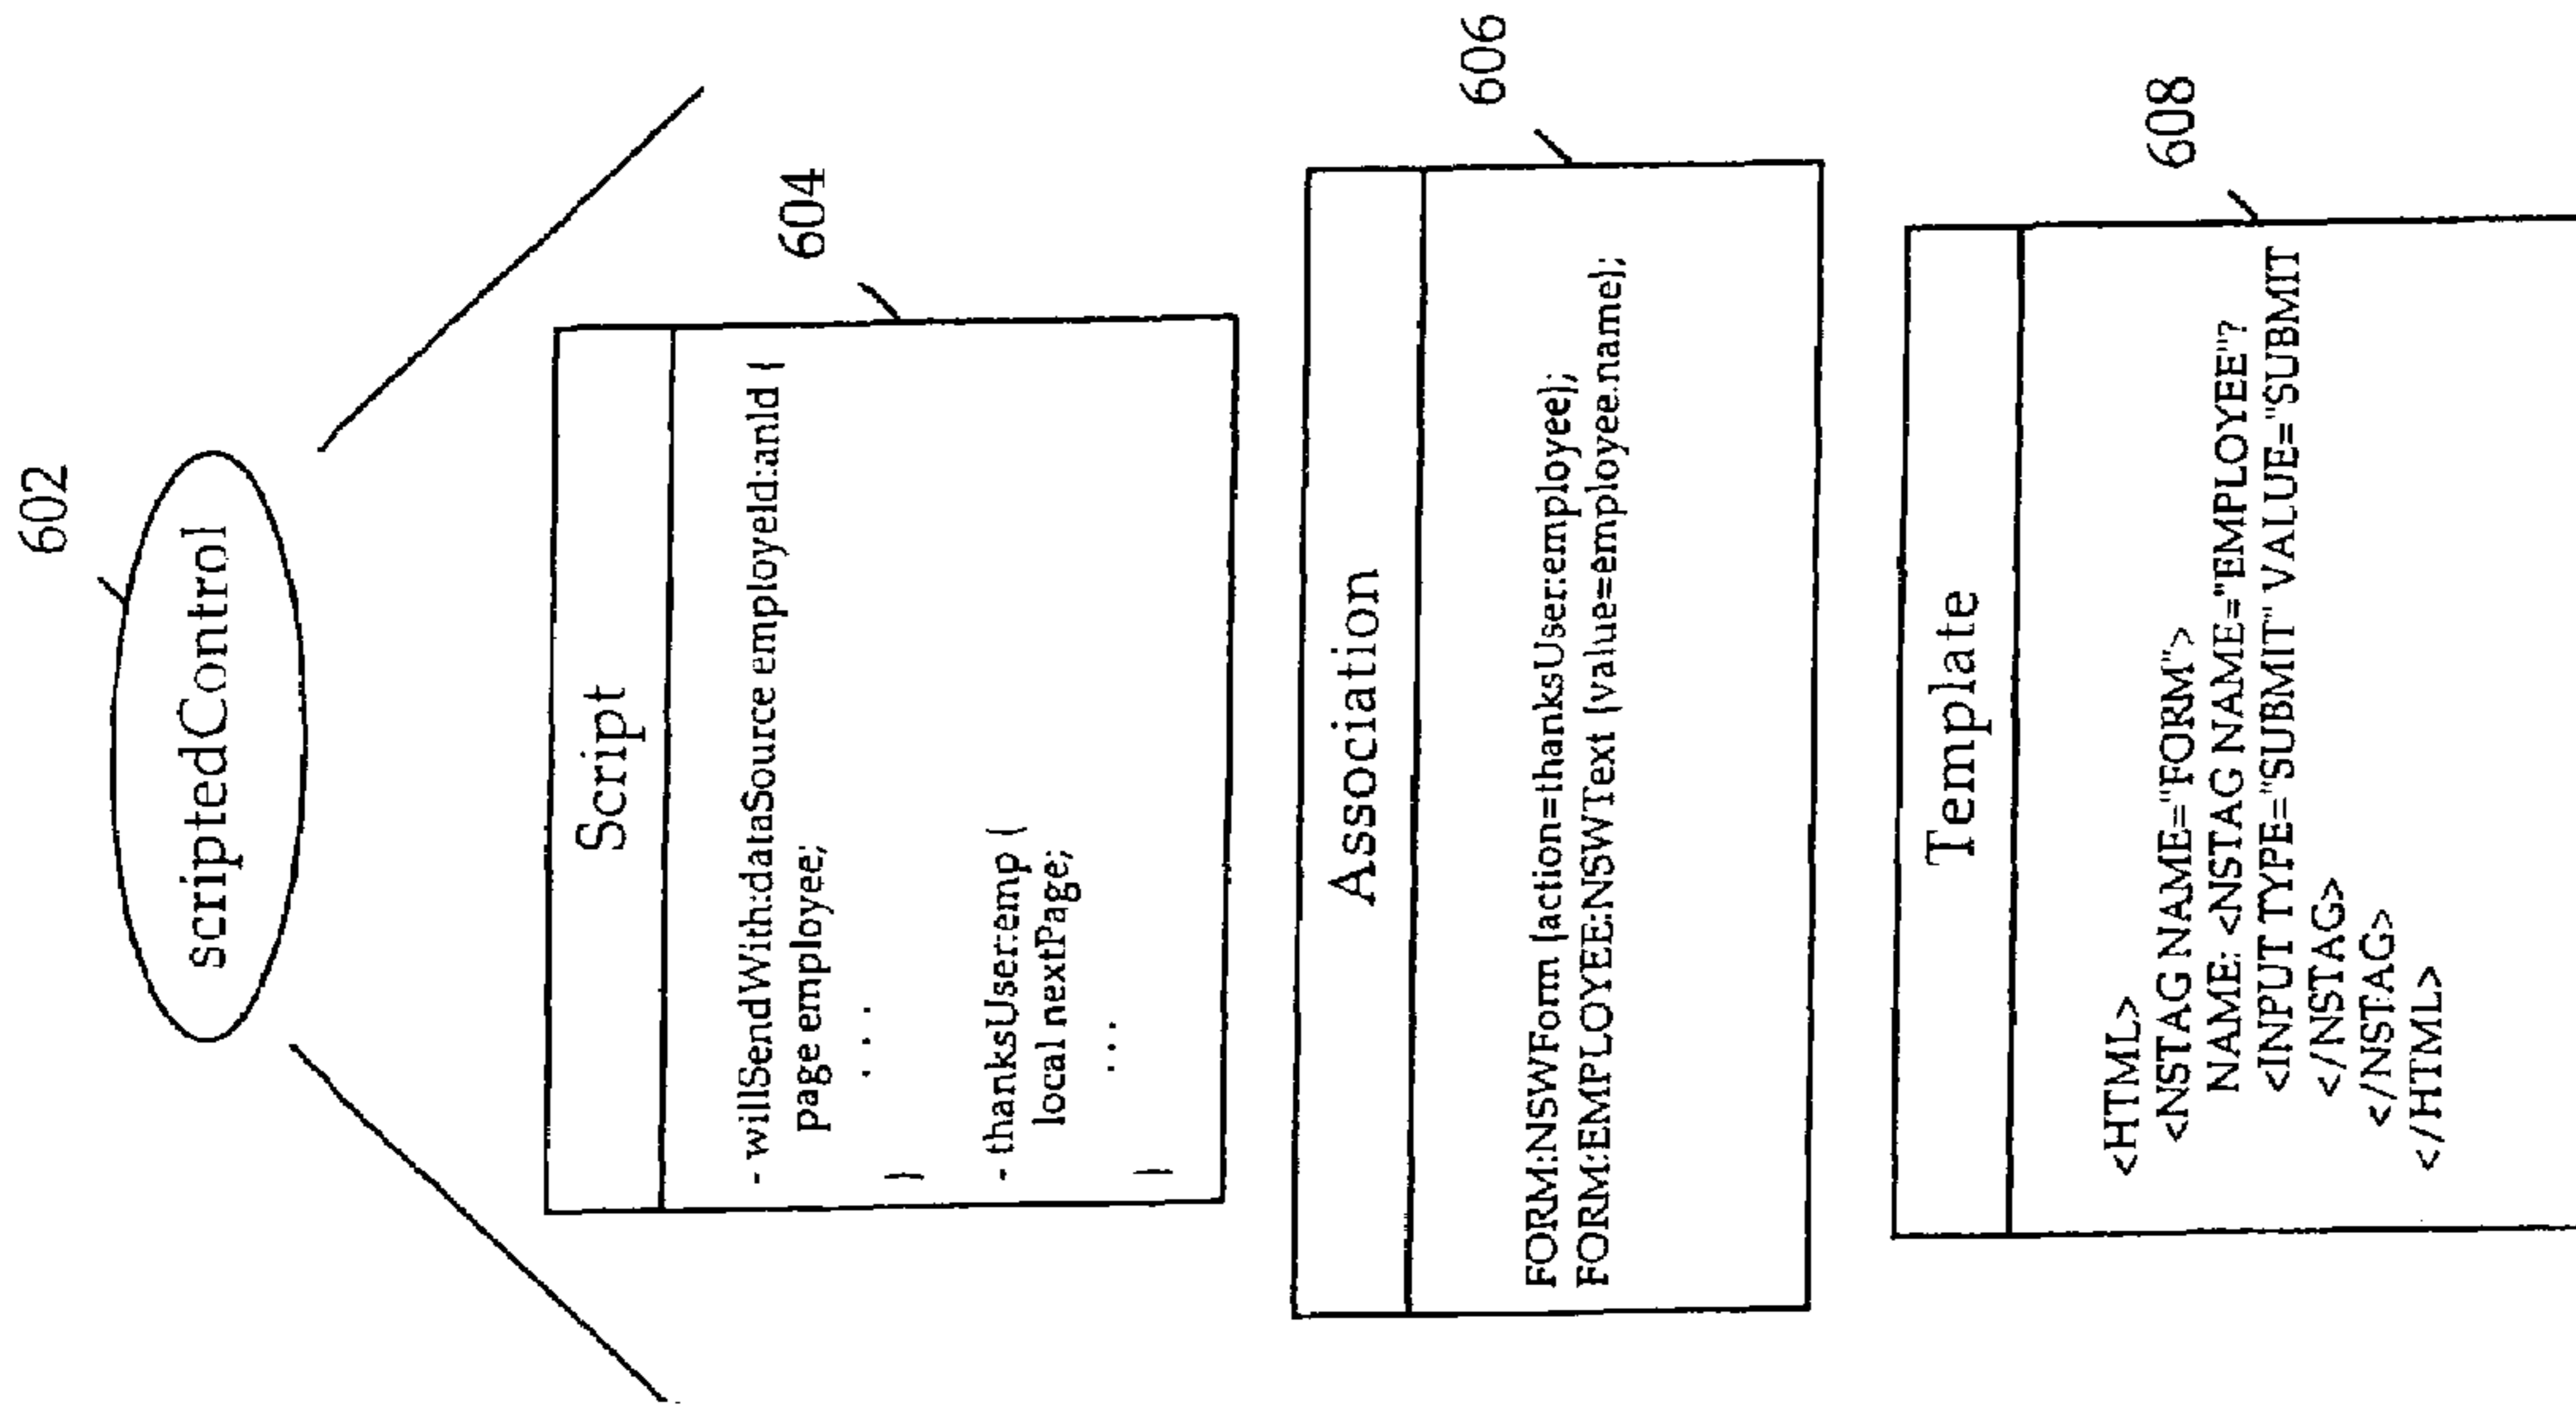 602
scriptedControl
604
Script
- willSendWith:dataSource employeId:anId {
page employee;
. . .
}
- thanksUser:emp {
local nextPage;
. . .
}
606
Association
FORM:NSWForm {action=thanksUser:employee};
FORM:EMPLOYEE:NSWText {value=employee.name};
608
Template
<HTML>
<NSTAG NAME="FORM">
NAME: <NSTAG NAME="EMPLOYEE"?
<INPUT TYPE="SUBMIT" VALUE="SUBMIT
</NSTAG>
</NSTAG>
</HTML>